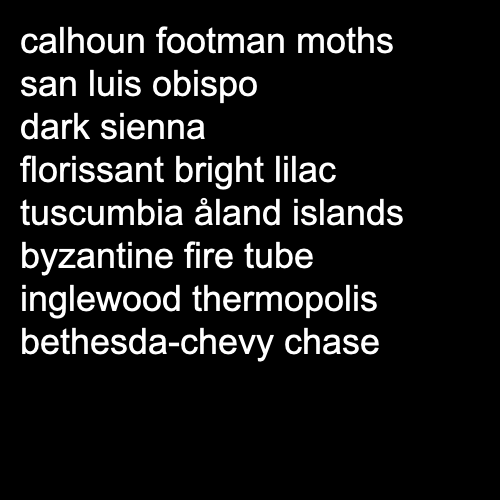 calhoun footman moths
san luis obispo
dark sienna
florissant bright lilac
tuscumbia åland islands
byzantine fire tube
inglewood thermopolis
bethesda-chevy chase